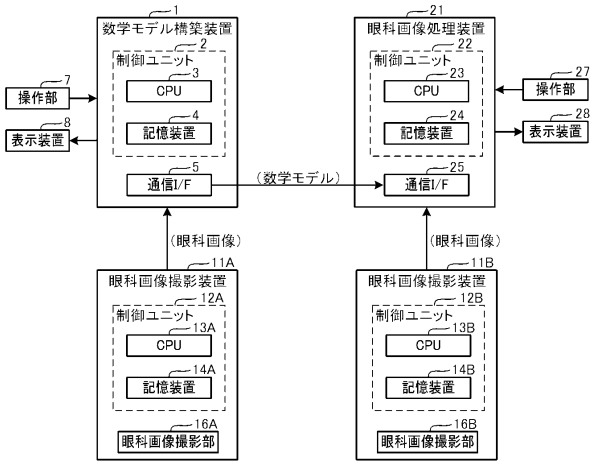 1
数学モデル構築装置
2
制御ユニット
3
CPU
4
記憶装置
5
通信I/F
7
操作部
8
表示装置
21
眼科画像処理装置
22
制御ユニット
23
CPU
24
記憶装置
25
通信I/F
27
操作部
28
表示装置
(数学モデル)
(眼科画像)
(眼科画像)
11A
眼科画像撮影装置
12A
制御ユニット
13A
CPU
14A
記憶装置
16A
眼科画像撮影部
11B
眼科画像撮影装置
12B
制御ユニット
13B
CPU
14B
記憶装置
16B
眼科画像撮影部